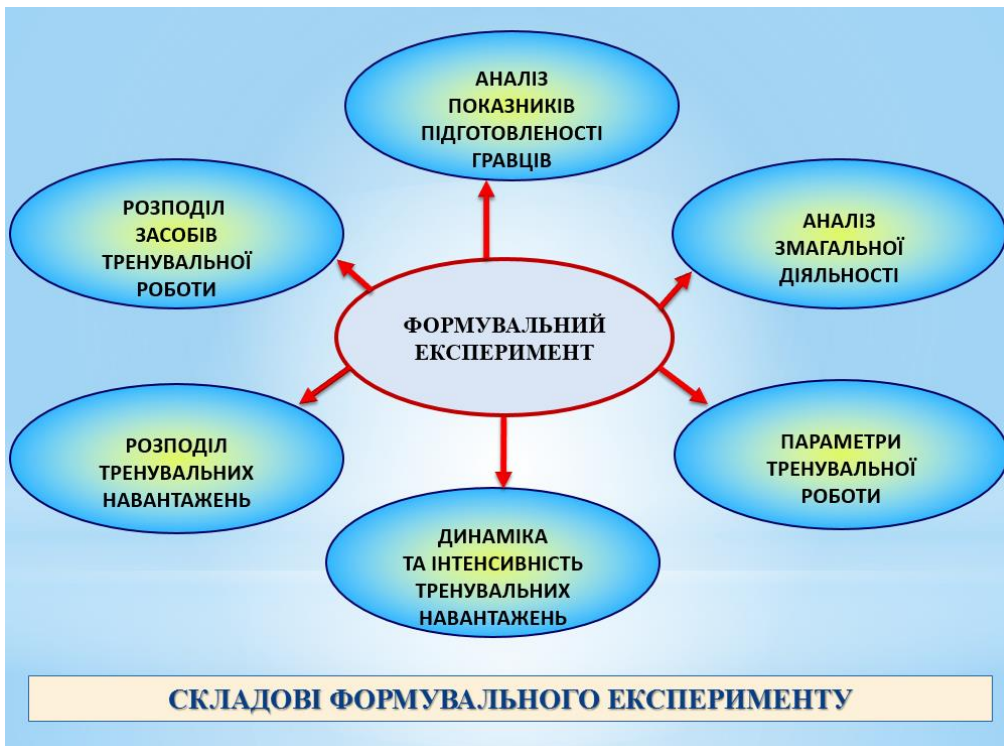 АНАЛІЗ
ПОКАЗНИКІВ
ПІДГОТОВЛЕНОСТІ
ГРАВЦІВ
РОЗПОДІЛ
ЗАСОБІВ
ТРЕНУВАЛЬНОЇ
РОБОТИ
АНАЛІЗ
ЗМАГАЛЬНОЇ
ДІЯЛЬНОСТІ
ФОРМУВАЛЬНИЙ
ЕКСПЕРИМЕНТ
РОЗПОДІЛ
ТРЕНУВАЛЬНИХ
НАВАНТАЖЕНЬ
ПАРАМЕТРИ
ТРЕНУВАЛЬНОЇ
РОБОТИ
ДИНАМІКА
ТА ІНТЕНСИВНІСТЬ
ТРЕНУВАЛЬНИХ
НАВАНТАЖЕНЬ
СКЛАДОВІ ФОРМУВАЛЬНОГО ЕКСПЕРИМЕНТУ